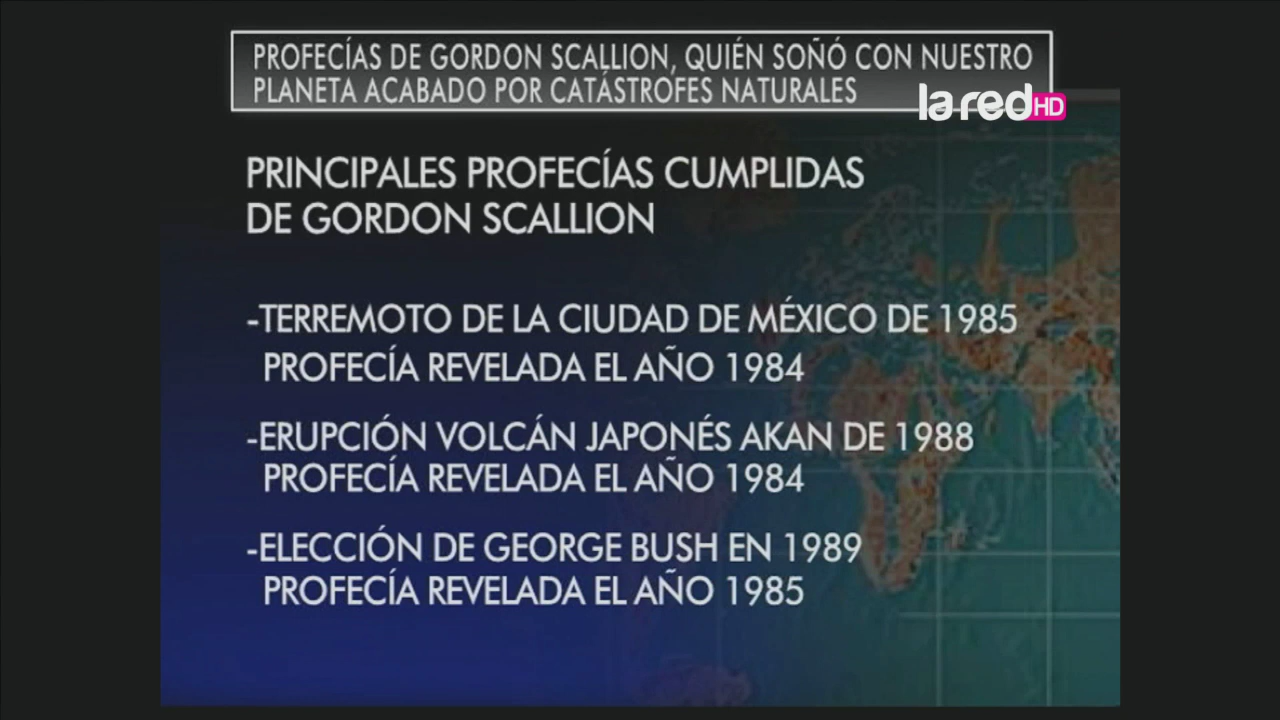 PROFECÍAS DE GORDON SCALLION, QUIÉN SOÑÓ CON NUESTRO
PLANETA ACABADO POR CATÁSTROFES NATURALES
la red HD
PRINCIPALES PROFECÍAS CUMPLIDAS
DE GORDON SCALLION
-TERREMOTO DE LA CIUDAD DE MÉXICO DE 1985
PROFECÍA REVELADA EL AÑO 1984
-ERUPCIÓN VOLCÁN JAPONÉS AKAN DE 1988
PROFECÍA REVELADA EL AÑO 1984
-ELECCIÓN DE GEORGE BUSH EN 1989
PROFECÍA REVELADA EL AÑO 1985